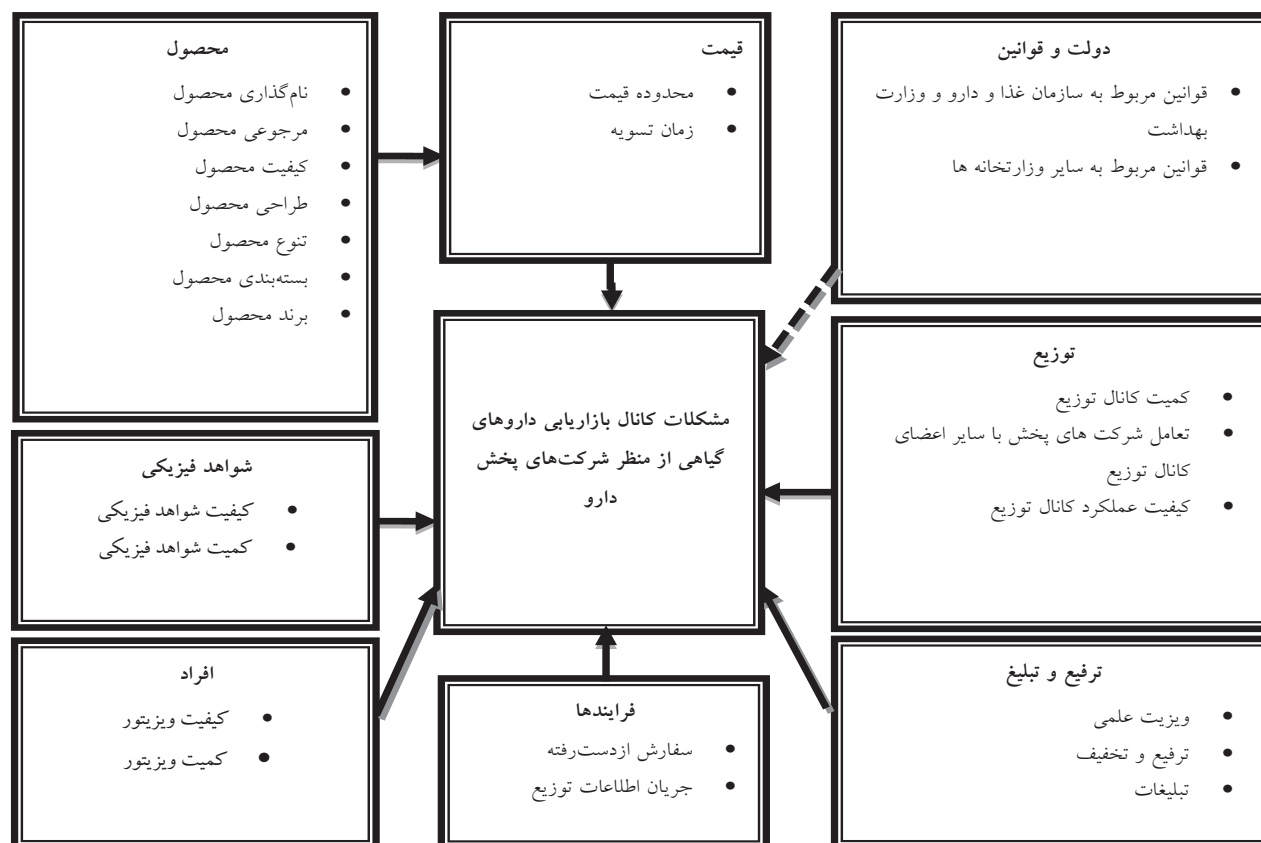 دولت و قوانین
• قوانین مربوط به سازمان غذا و دارو و وزارت
بهداشت
• قوانین مربوط به سایر وزارتخانه ها
قیمت
• محدوده قیمت
• زمان تسویه
محصول
• نام‌گذاری محصول
• مرجوعی محصول
• کیفیت محصول
• طراحی محصول
• تنوع محصول
• بسته‌بندی محصول
• برند محصول
توزیع
• کمیت کانال توزیع
• تعامل شرکت های پخش با سایر اعضای
کانال توزیع
• کیفیت عملکرد کانال توزیع
مشکلات کانال بازاریابی داروهای
گیاهی از منظر شرکت‌های پخش
دارو
شواهد فیزیکی
• کیفیت شواهد فیزیکی
• کمیت شواهد فیزیکی
ترفیع و تبلیغ
• ویزیت علمی
• ترفیع و تخفیف
• تبلیغات
فرایندها
• سفارش ازدست‌رفته
• جریان اطلاعات توزیع
افراد
• کیفیت ویزیتور
• کمیت ویزیتور